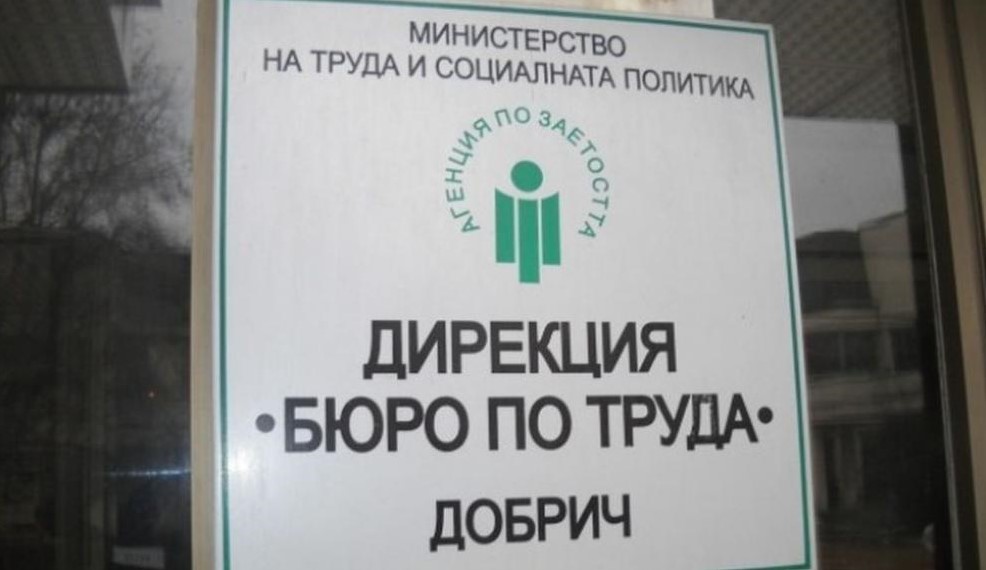 МИНИСТЕРСТВО
НА ТРУДА И СОЦИАЛНАТА ПОЛИТИКА
АГЕНЦИЯ ПО ЗАЕТОСТТА
ДИРЕКЦИЯ
•БЮРО ПО ТРУДА•
ДОБРИЧ